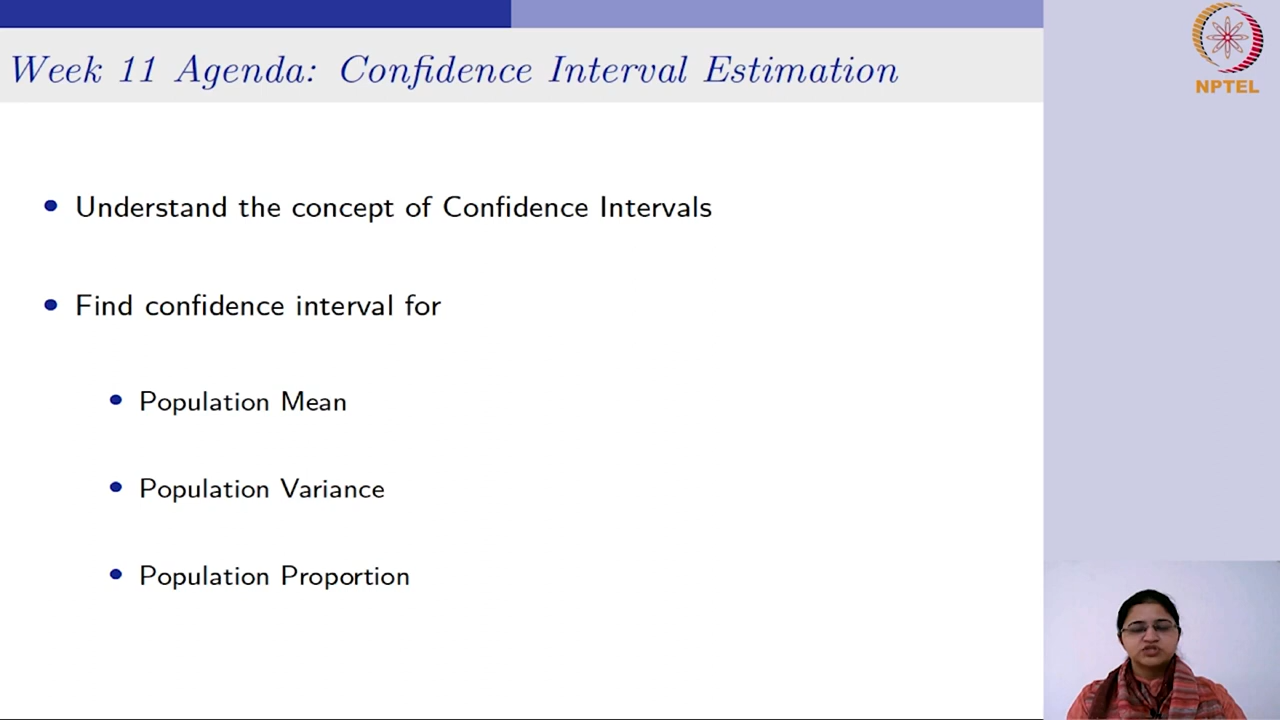 Week 11 Agenda: Confidence Interval Estimation
NPTEL
• Understand the concept of Confidence Intervals
• Find confidence interval for
• Population Mean
• Population Variance
• Population Proportion